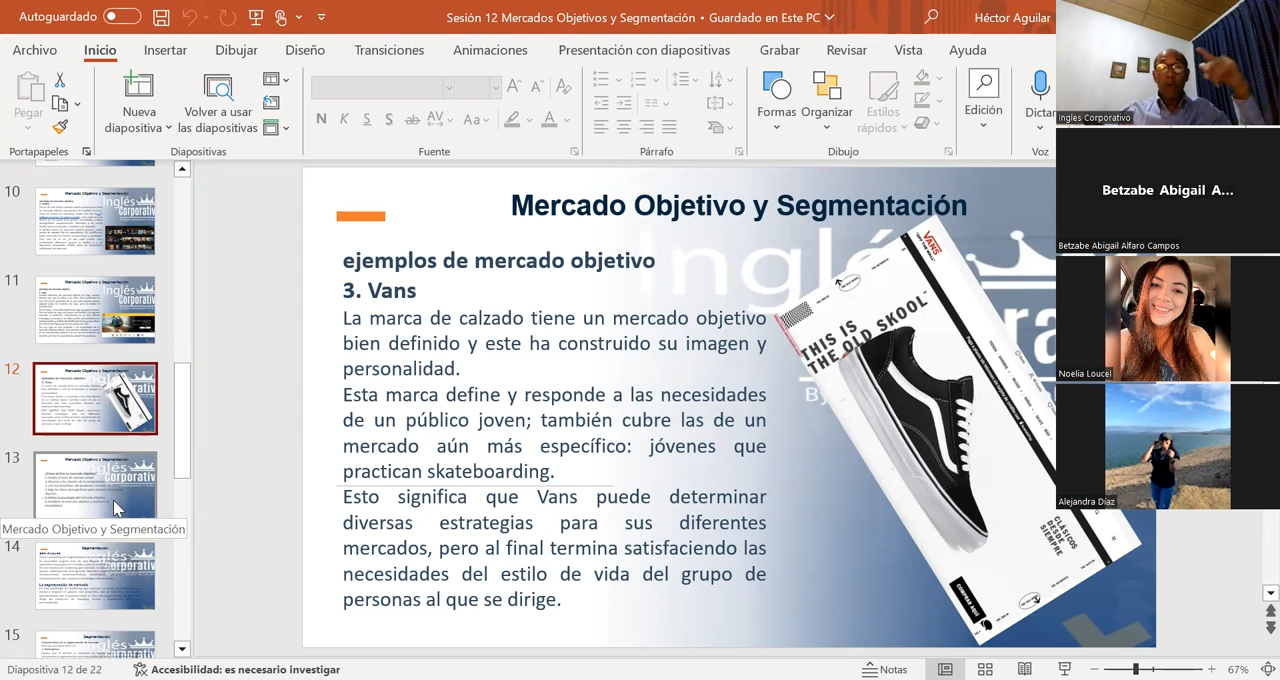 Autoguardado
Sesión 12 Mercados Objetivos y Segmentación • Guardado en Este PC
Héctor Aguilar
Archivo Inicio Insertar Dibujar Diseño Transiciones Animaciones Presentación con diapositivas Grabar Revisar Vista Ayuda
Pegar
Nueva diapositiva
Volver a usar las diapositivas
Formas
Organizar
Estilos rápidos
Edición
Dictar
Portapapeles
Diapositivas
Fuente
Párrafo
Dibujo
Voz
10
11
12
13
14
15
Mercado Objetivo y Segmentación
Mercado Objetivo y Segmentación
ejemplos de mercado objetivo
3. Vans
La marca de calzado tiene un mercado objetivo
bien definido y este ha construido su imagen y
personalidad.
Esta marca define y responde a las necesidades
de un público joven; también cubre las de un
mercado aún más específico: jóvenes que
practican skateboarding.
Esto significa que Vans puede determinar
diversas estrategias para sus diferentes
mercados, pero al final termina satisfaciendo las
necesidades del estilo de vida del grupo de
personas al que se dirige.
VANS
THIS IS
THE OLD SKOOL
CLÁSICOS
DESDE
SIEMPRE
COMPRAR AQUÍ
Ingles Corporativo
Betzabe Abigail A...
Betzabe Abigail Alfaro Campos
Noelia Loucel
Alejandra Díaz
Diapositiva 12 de 22
Accesibilidad: es necesario investigar
Notas
67%